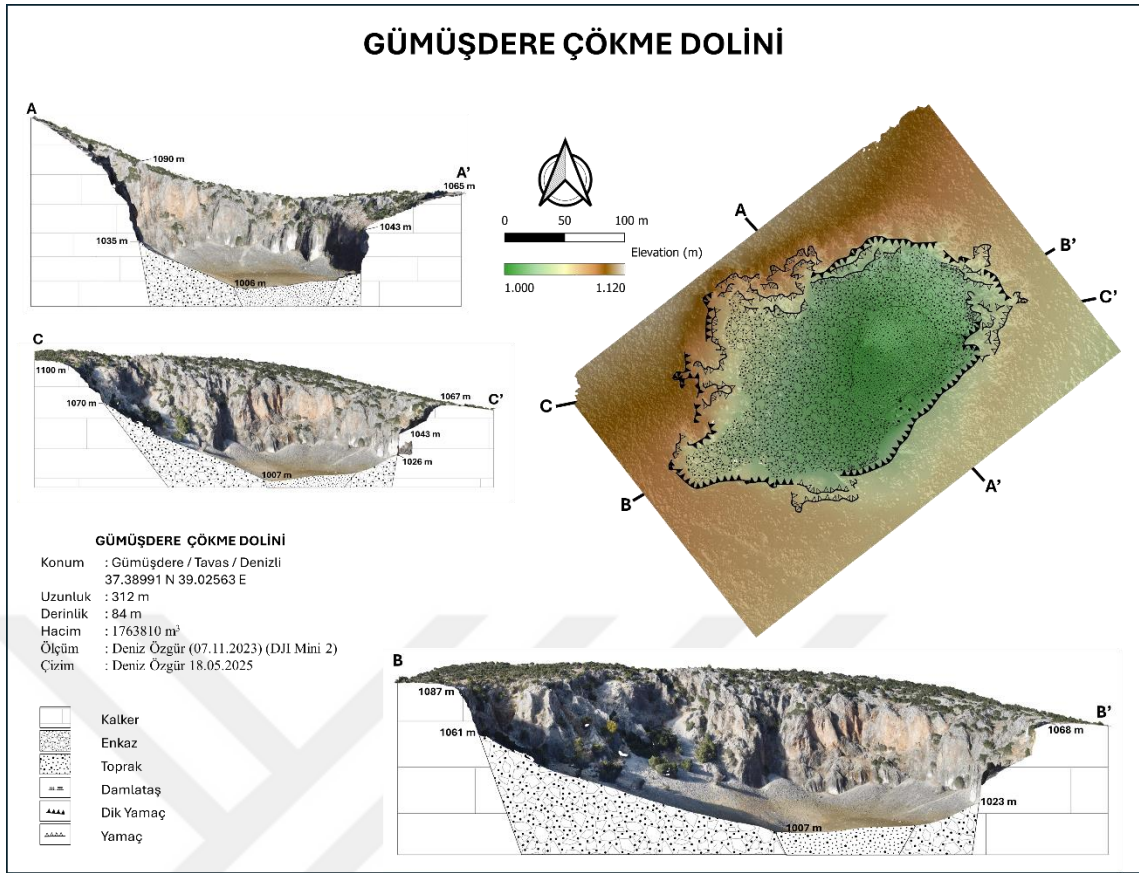 GÜMÜŞDERE ÇÖKME DOLİNİ
A
1090 m
A'
1065 m
1043 m
1035 m
1006 m
0 50 100 m
Elevation (m)
1.000 1.120
A
B'
C'
C
B
A'
C
1100 m
1070 m
1067 m
C'
1043 m
1026 m
1007 m
GÜMÜŞDERE ÇÖKME DOLİNİ
Konum : Gümüşdere / Tavas / Denizli
37.38991 N 39.02563 E
Uzunluk : 312 m
Derinlik : 84 m
Hacim : 1763810 m³
Ölçüm : Deniz Özgür (07.11.2023) (DJI Mini 2)
Çizim : Deniz Özgür 18.05.2025
Kalker
Enkaz
Toprak
Damlataş
Dik Yamaç
Yamaç
B
1087 m
B'
1061 m
1068 m
1023 m
1007 m